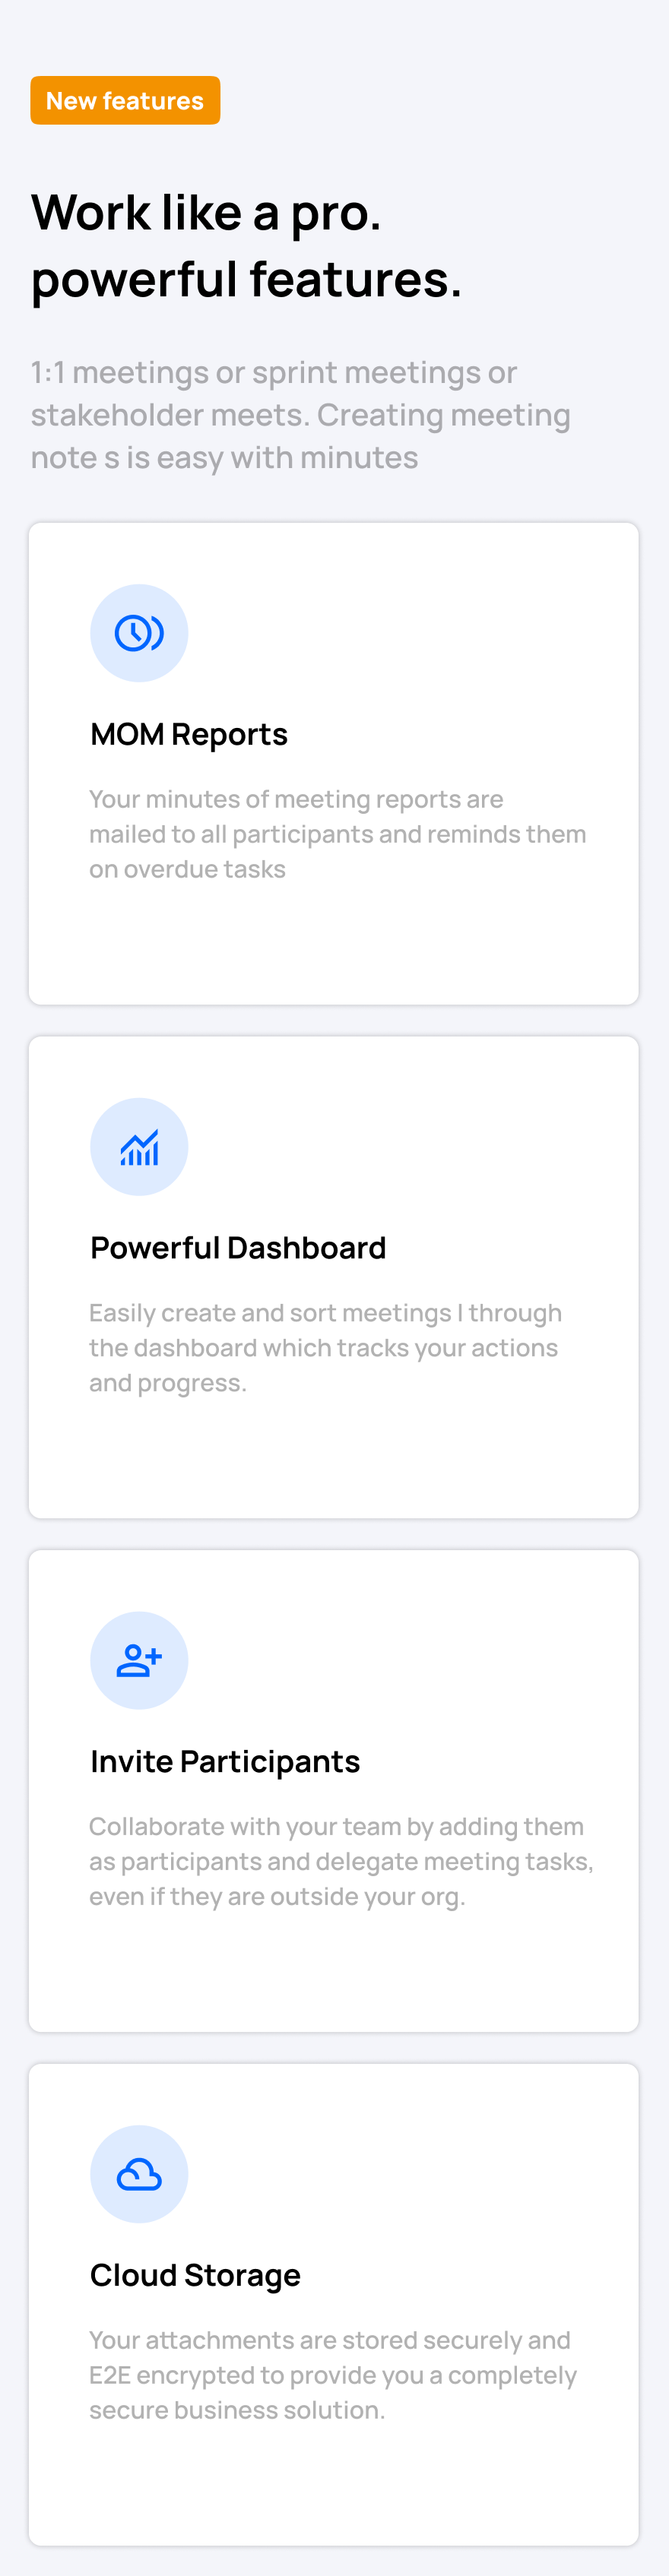 New features
Work like a pro.
powerful features.
1:1 meetings or sprint meetings or
stakeholder meets. Creating meeting
note s is easy with minutes
MOM Reports
Your minutes of meeting reports are
mailed to all participants and reminds them
on overdue tasks
Powerful Dashboard
Easily create and sort meetings l through
the dashboard which tracks your actions
and progress.
Invite Participants
Collaborate with your team by adding them
as participants and delegate meeting tasks,
even if they are outside your org.
Cloud Storage
Your attachments are stored securely and
E2E encrypted to provide you a completely
secure business solution.